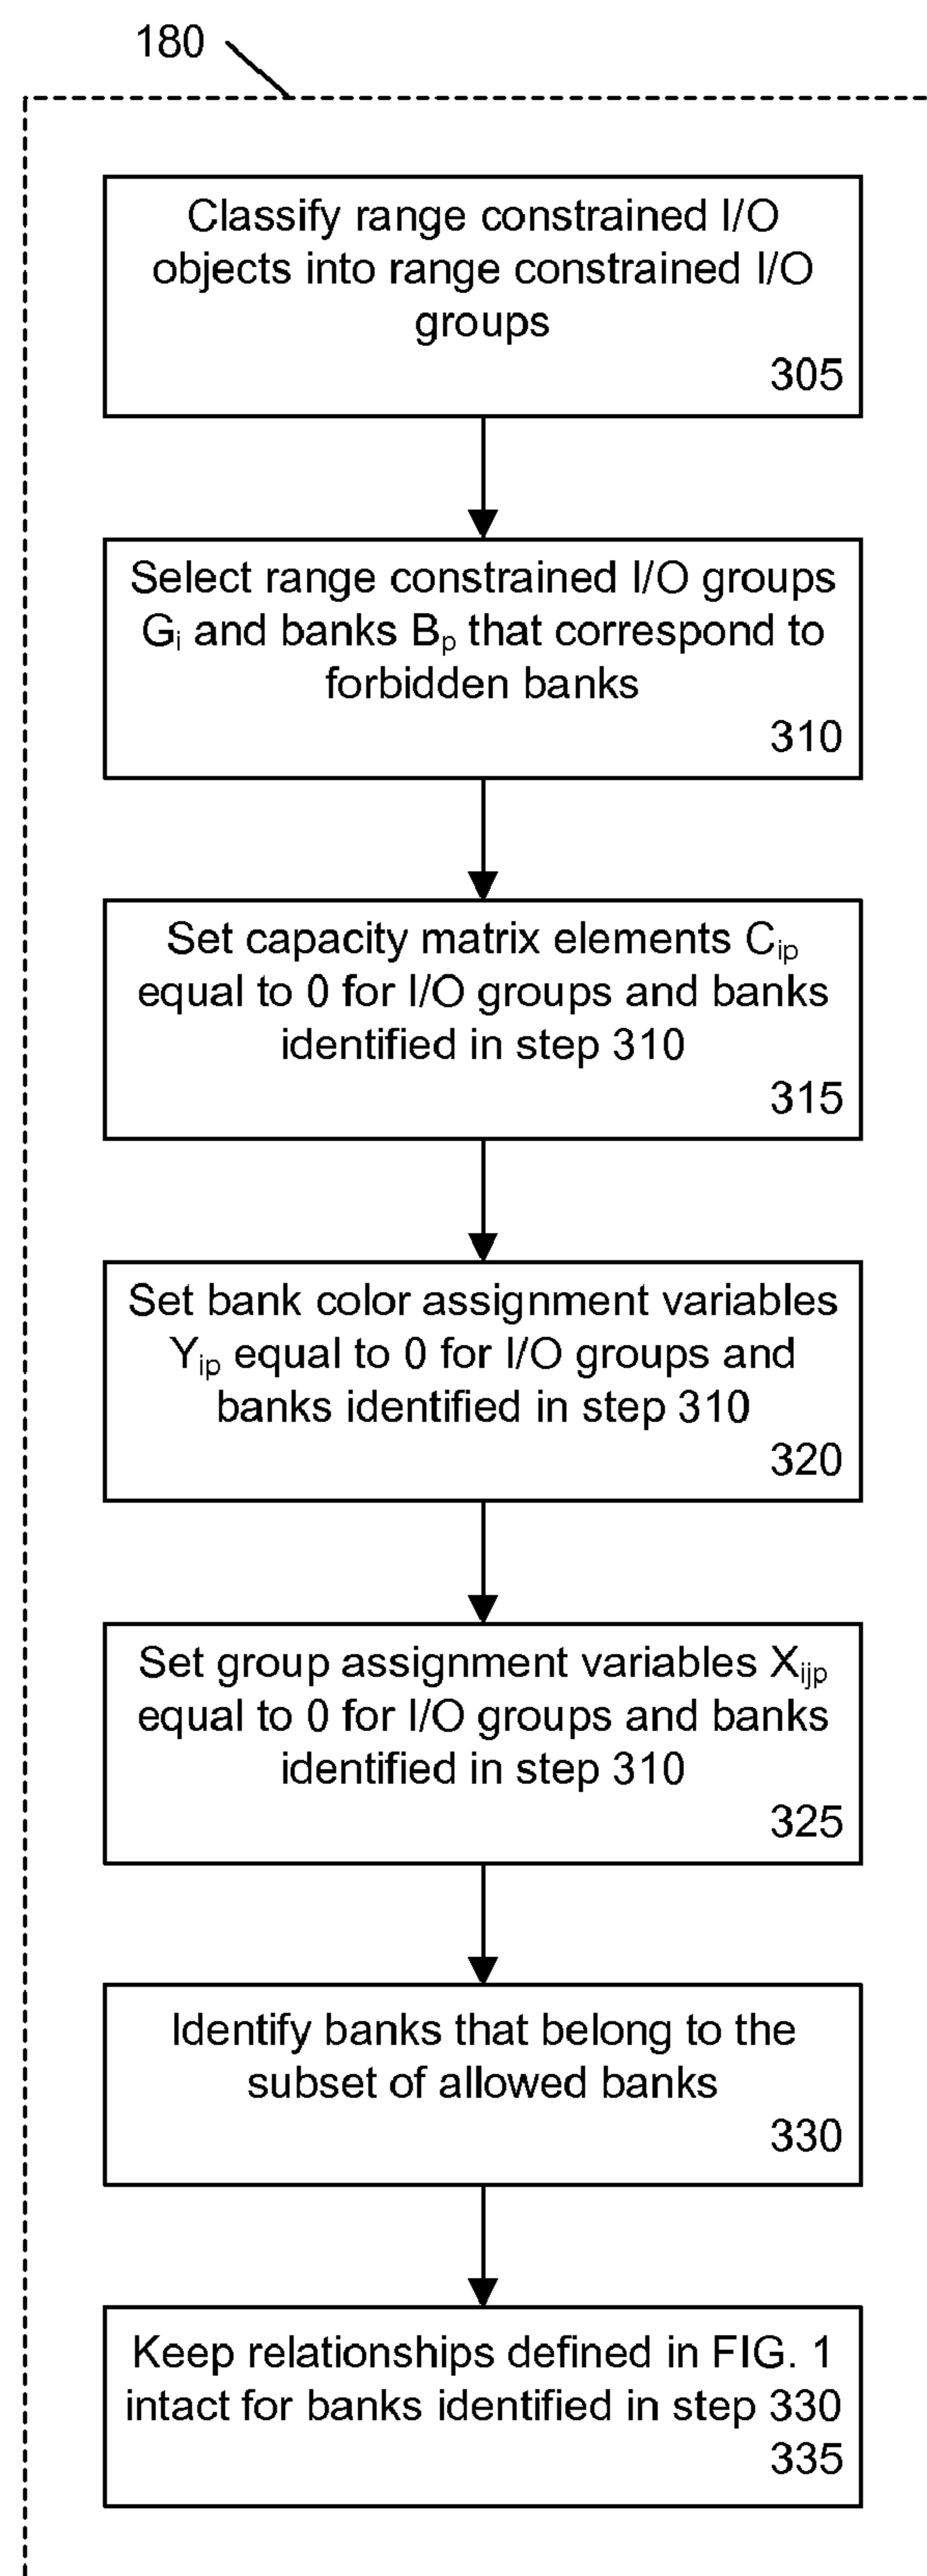 180
Classify range constrained I/O
objects into range constrained I/O
groups
305
Select range constrained I/O groups
Gᵢ and banks Bₚ that correspond to
forbidden banks
310
Set capacity matrix elements Cᵢₚ
equal to 0 for I/O groups and banks
identified in step 310
315
Set bank color assignment variables
Yᵢₚ equal to 0 for I/O groups and
banks identified in step 310
320
Set group assignment variables Xᵢⱼₚ
equal to 0 for I/O groups and banks
identified in step 310
325
Identify banks that belong to the
subset of allowed banks
330
Keep relationships defined in FIG. 1
intact for banks identified in step 330
335